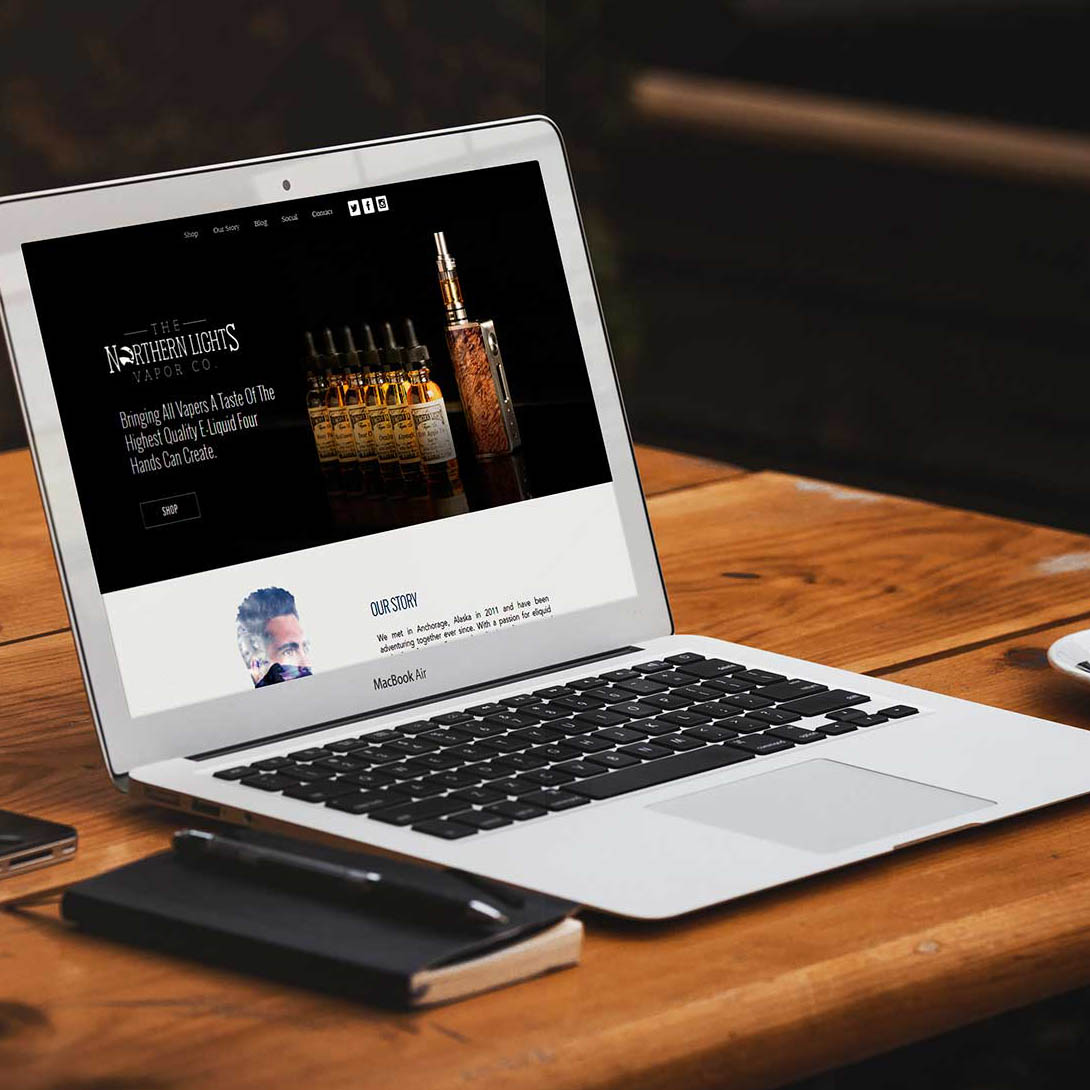 Shop Our Story Blog Social Contact
THE
NORTHERN LIGHTS
VAPOR CO.
Bringing All Vapers A Taste Of The
Highest Quality E-Liquid Four
Hands Can Create.
SHOP
OUR STORY
We met in Anchorage, Alaska in 2011 and have been
adventuring together ever since. With a passion for eliquid
MacBook Air